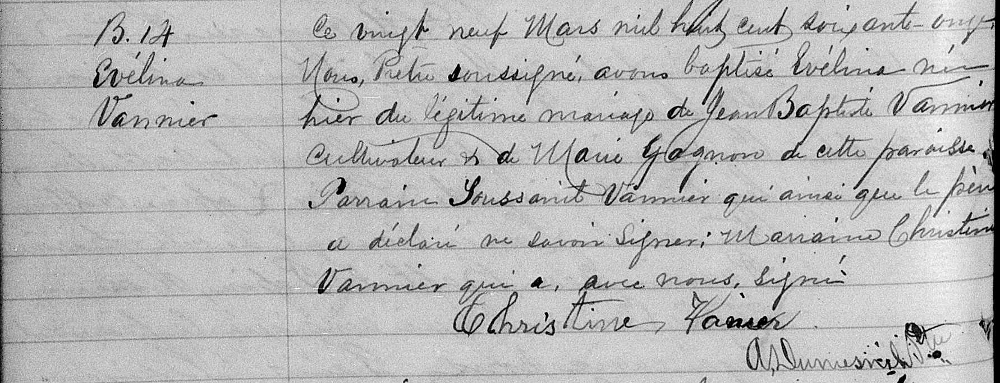 B. 14
Evélina
Vannier
Ce vingt neuf Mars mil huit cent soixante-onze,
Nous, Prêtre soussigné, avons baptisé Evélina née
hier du légitime mariage de Jean Baptiste Vannier
cultivateur & de Marie Gagnon de cette paroisse.
Parrain Toussaint Vannier qui ainsi que le père
a déclaré ne savoir signer; Marraine Christine
Vannier qui a, avec nous, signé
Christine Vanier
A. Dumesnil Ptre